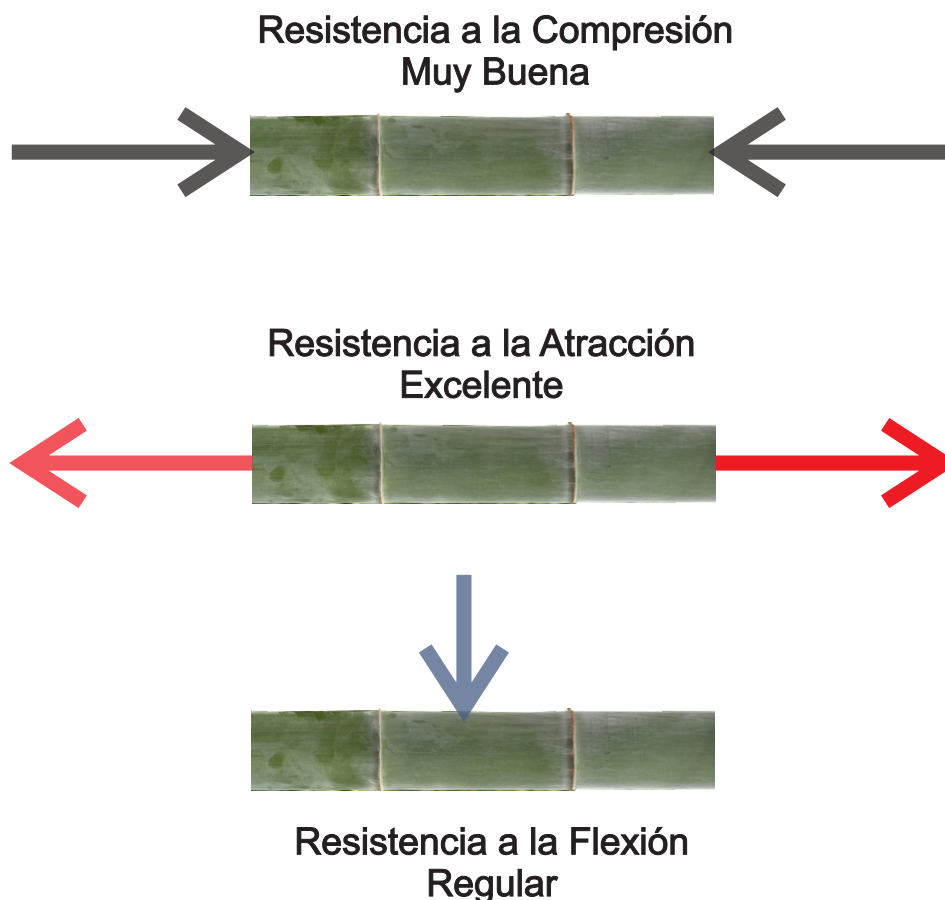 Resistencia a la Compresión
Muy Buena
Resistencia a la Atracción
Excelente
Resistencia a la Flexión
Regular